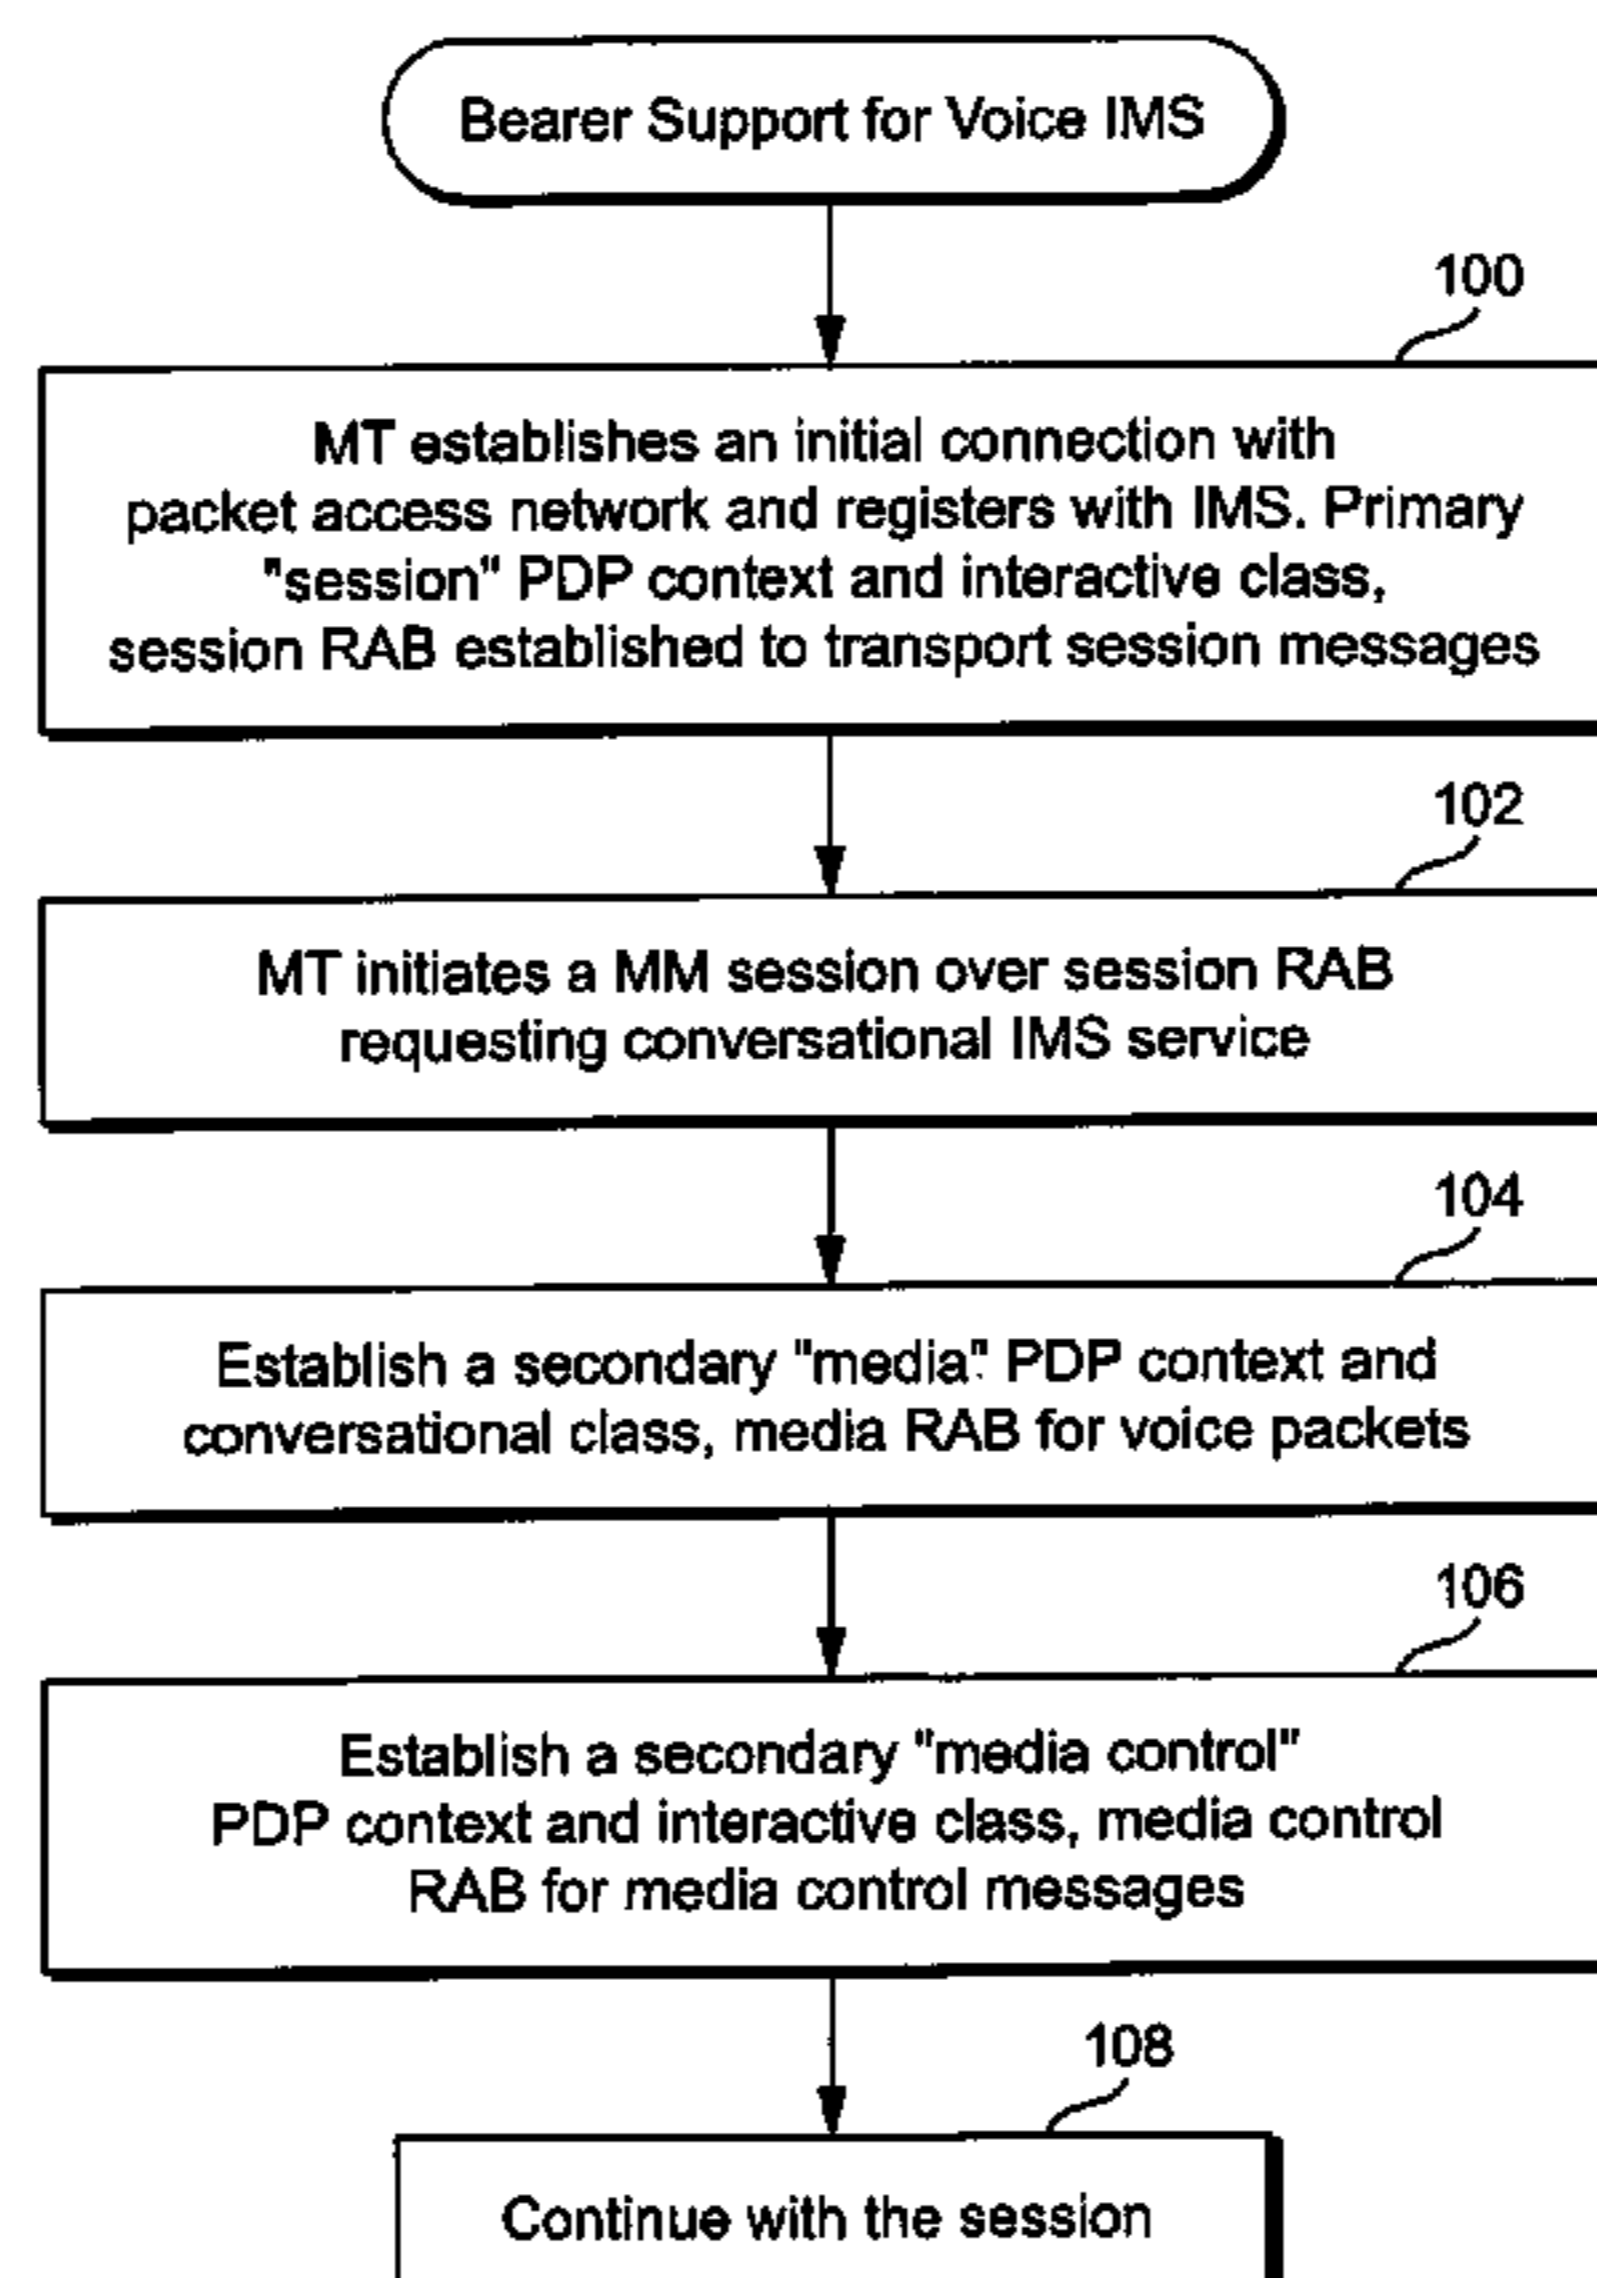 Bearer Support for Voice IMS
100
MT establishes an initial connection with
packet access network and registers with IMS. Primary
"session" PDP context and interactive class,
session RAB established to transport session messages
102
MT initiates a MM session over session RAB
requesting conversational IMS service
104
Establish a secondary "media" PDP context and
conversational class, media RAB for voice packets
106
Establish a secondary "media control"
PDP context and interactive class, media control
RAB for media control messages
108
Continue with the session